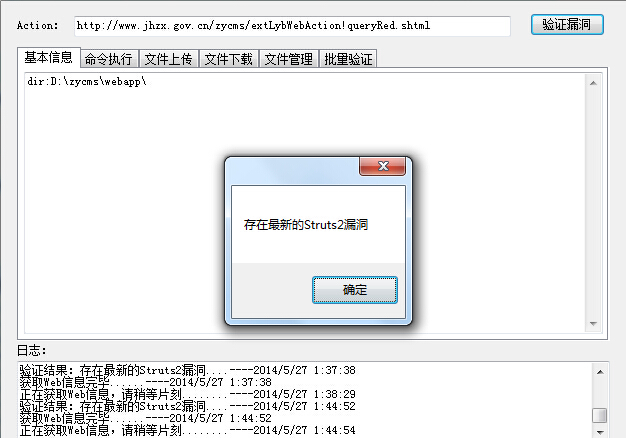 Action: http://www.jhzx.gov.cn/zycms/extLybWebAction!queryRed.shtml 验证漏洞
基本信息 命令执行 文件上传 文件下载 文件管理 批量验证
dir:D:\zycms\webapp\
存在最新的Struts2漏洞
确定
日志：
验证结果：存在最新的Struts2漏洞....----2014/5/27 1:37:38
获取Web信息完毕......----2014/5/27 1:37:38
正在获取Web信息，请稍等片刻........----2014/5/27 1:38:29
验证结果：存在最新的Struts2漏洞....----2014/5/27 1:44:52
获取Web信息完毕......----2014/5/27 1:44:52
正在获取Web信息，请稍等片刻........----2014/5/27 1:44:54